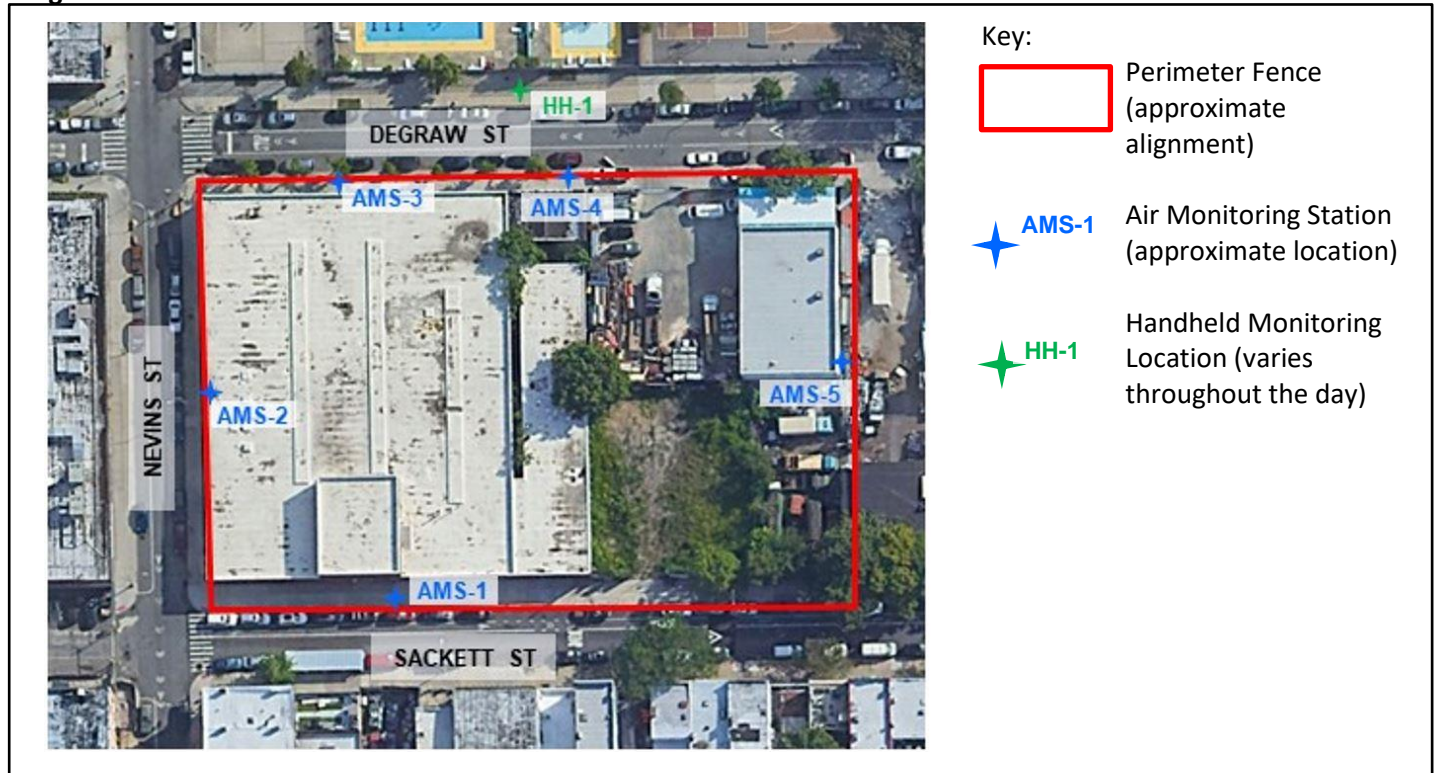 Key:
Perimeter Fence
(approximate
alignment)
AMS-1
Air Monitoring Station
(approximate location)
HH-1
Handheld Monitoring
Location (varies
throughout the day)
HH-1
DEGRAW ST
AMS-3
AMS-4
AMS-2
AMS-5
NEVINS ST
AMS-1
SACKETT ST